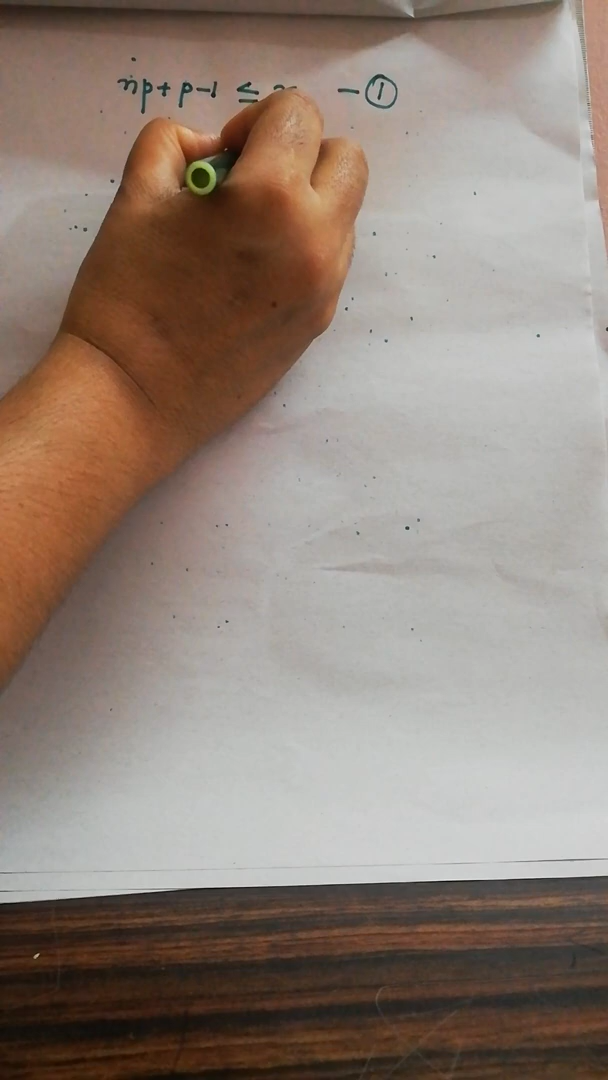 np+p-1 ≤ x - ①